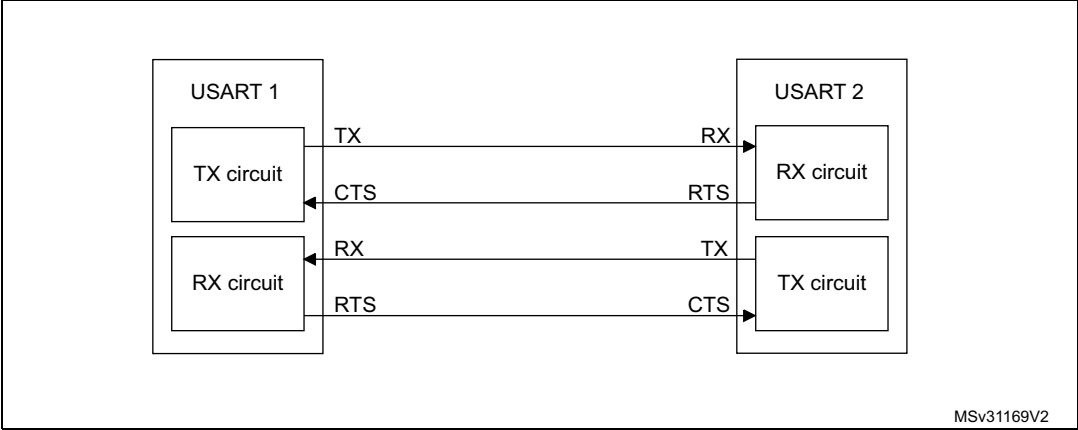 USART 1
USART 2
TX
RX
TX circuit
RX circuit
CTS
RTS
RX
TX
RX circuit
TX circuit
RTS
CTS
MSv31169V2